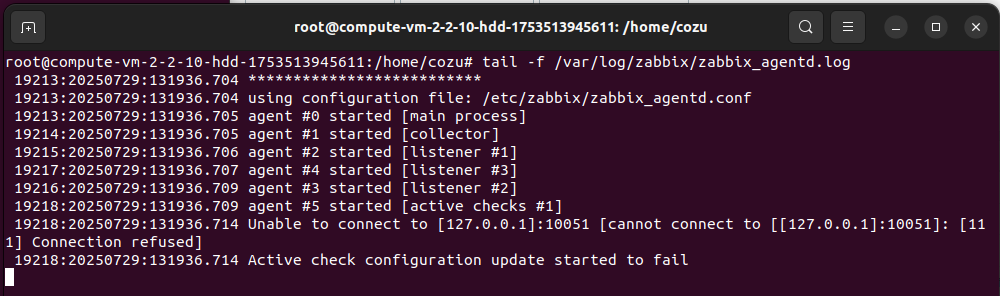 root@compute-vm-2-2-10-hdd-1753513945611: /home/cozu
root@compute-vm-2-2-10-hdd-1753513945611:/home/cozu# tail -f /var/log/zabbix/zabbix_agentd.log
19213:20250729:131936.704 **************************
19213:20250729:131936.704 using configuration file: /etc/zabbix/zabbix_agentd.conf
19213:20250729:131936.705 agent #0 started [main process]
19214:20250729:131936.705 agent #1 started [collector]
19215:20250729:131936.706 agent #2 started [listener #1]
19217:20250729:131936.707 agent #4 started [listener #3]
19216:20250729:131936.709 agent #3 started [listener #2]
19218:20250729:131936.709 agent #5 started [active checks #1]
19218:20250729:131936.714 Unable to connect to [127.0.0.1]:10051 [cannot connect to [[127.0.0.1]:10051]: [11
1] Connection refused]
19218:20250729:131936.714 Active check configuration update started to fail